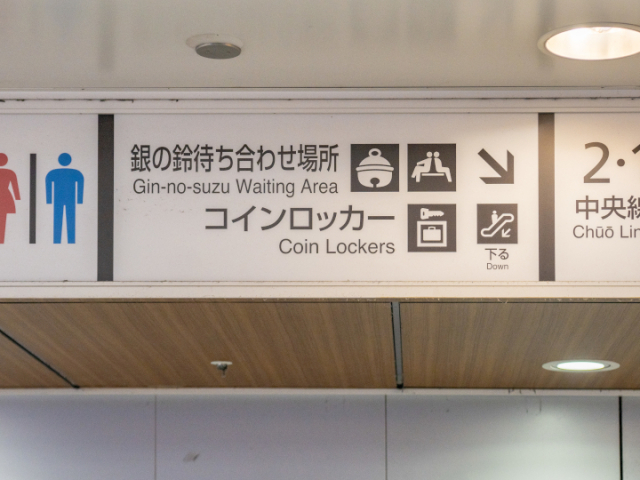 銀の鈴待ち合わせ場所
Gin-no-suzu Waiting Area
コインロッカー
Coin Lockers
下る
Down
2・
中央線
Chūō Lin